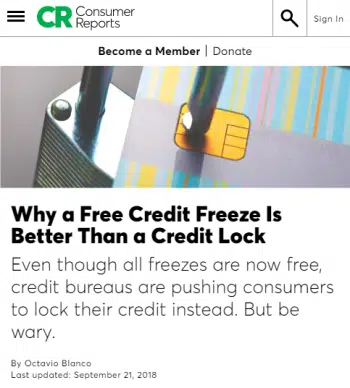 CR Consumer
Reports
Sign In
Become a Member | Donate
Why a Free Credit Freeze Is
Better Than a Credit Lock
Even though all freezes are now free,
credit bureaus are pushing consumers
to lock their credit instead. But be
wary.
By Octavio Blanco
Last updated: September 21, 2018